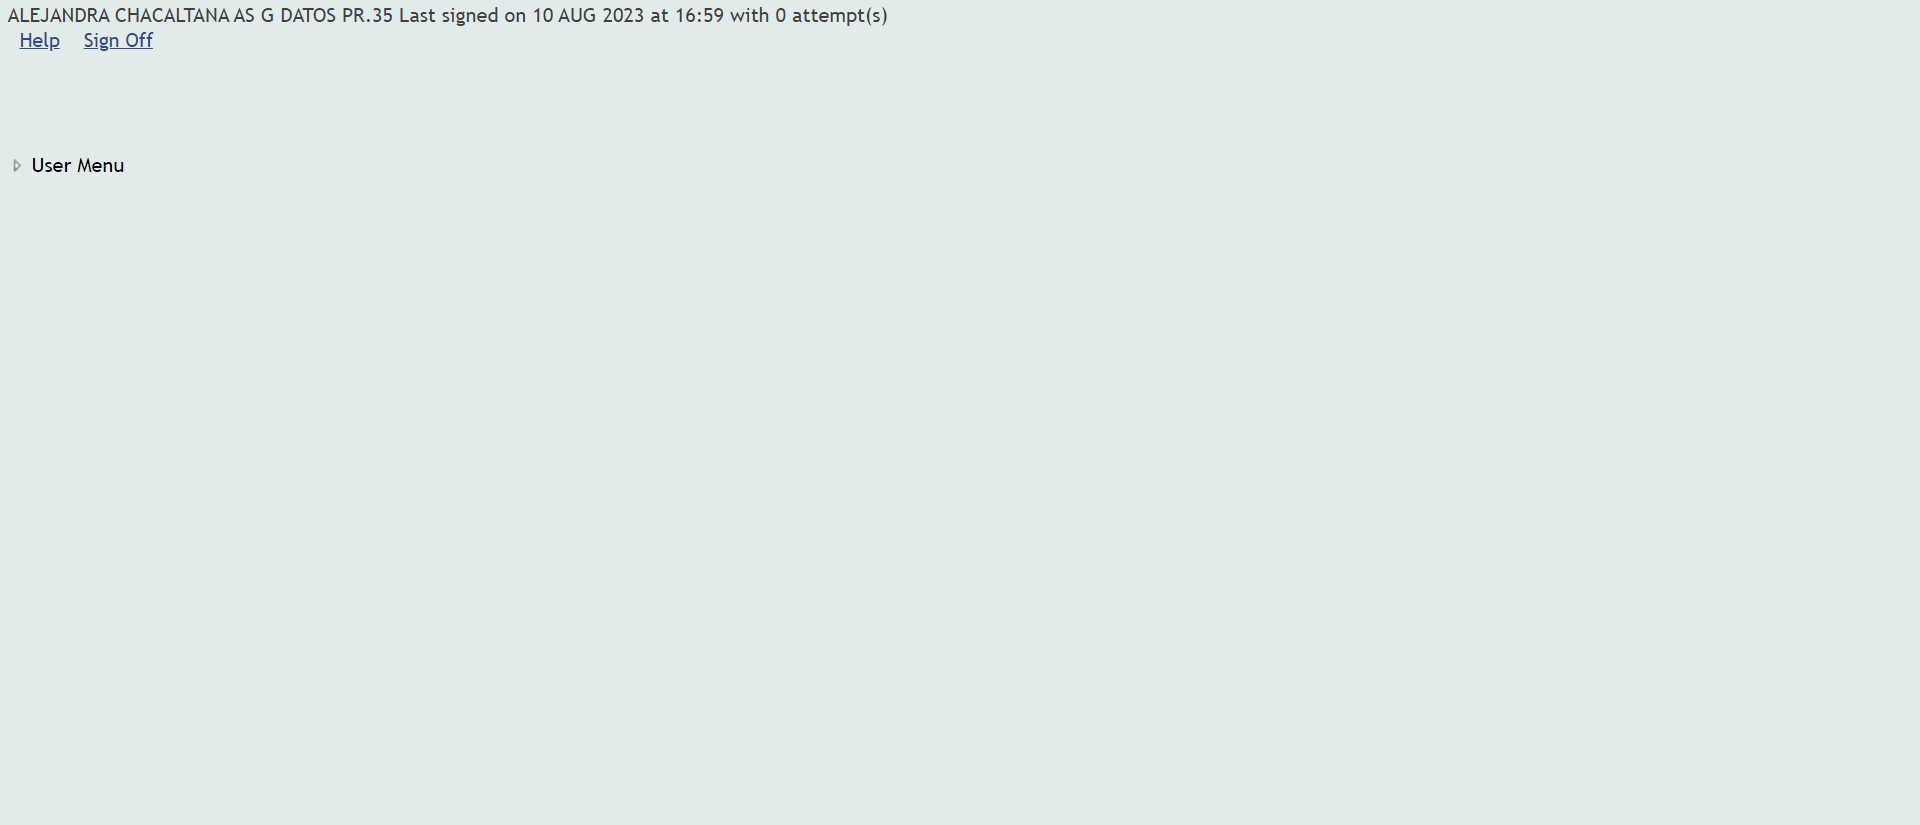 ALEJANDRA CHACALTANA AS G DATOS PR.35 Last signed on 10 AUG 2023 at 16:59 with 0 attempt(s)
Help Sign Off
User Menu